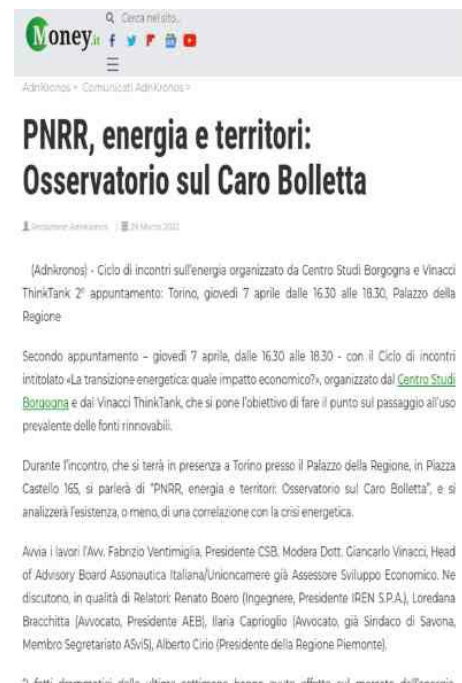 Cerca nel sito...
Money.it
AdnKronos > Comunicati AdnKronos >
PNRR, energia e territori:
Osservatorio sul Caro Bolletta
Redazione AdnKronos | 29 Marzo 2022
(Adnkronos) - Ciclo di incontri sull'energia organizzato da Centro Studi Borgogna e Vinacci
ThinkTank 2° appuntamento: Torino, giovedì 7 aprile dalle 16.30 alle 18.30, Palazzo della
Regione
Secondo appuntamento – giovedì 7 aprile, dalle 16.30 alle 18.30 - con il Ciclo di incontri
intitolato «La transizione energetica: quale impatto economico?», organizzato dal Centro Studi
Borgogna e dai Vinacci ThinkTank, che si pone l'obiettivo di fare il punto sul passaggio all'uso
prevalente delle fonti rinnovabili.
Durante l'incontro, che si terrà in presenza a Torino presso il Palazzo della Regione, in Piazza
Castello 165, si parlerà di "PNRR, energia e territori: Osservatorio sul Caro Bolletta", e si
analizzerà l'esistenza, o meno, di una correlazione con la crisi energetica.
Avvia i lavori l'Avv. Fabrizio Ventimiglia, Presidente CSB. Modera Dott. Giancarlo Vinacci, Head
of Advisory Board Assonautica Italiana/Unioncamere già Assessore Sviluppo Economico. Ne
discutono, in qualità di Relatori: Renato Boero (Ingegnere, Presidente IREN S.P.A.), Loredana
Bracchitta (Avvocato, Presidente AEB), Ilaria Caprioglio (Avvocato, già Sindaco di Savona,
Membro Segretariato ASviS), Alberto Cirio (Presidente della Regione Piemonte).